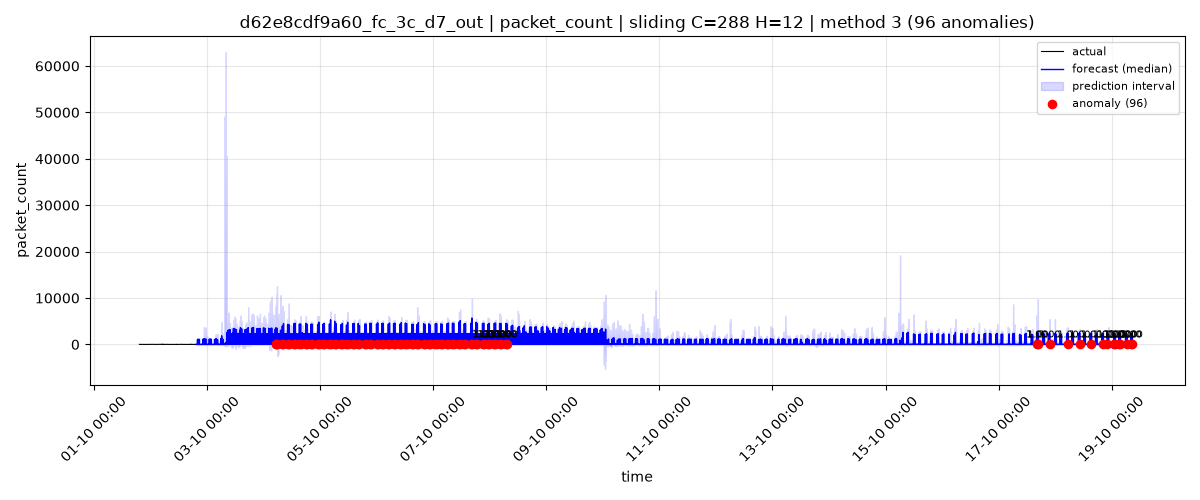 d62e8cdf9a60_fc_3c_d7_out | packet_count | sliding C=288 H=12 | method 3 (96 anomalies)
actual
forecast (median)
prediction interval
anomaly (96)
packet_count
60000
50000
40000
30000
20000
10000
0
01-10 00:00
03-10 00:00
05-10 00:00
07-10 00:00
09-10 00:00
11-10 00:00
13-10 00:00
15-10 00:00
17-10 00:00
19-10 00:00
time